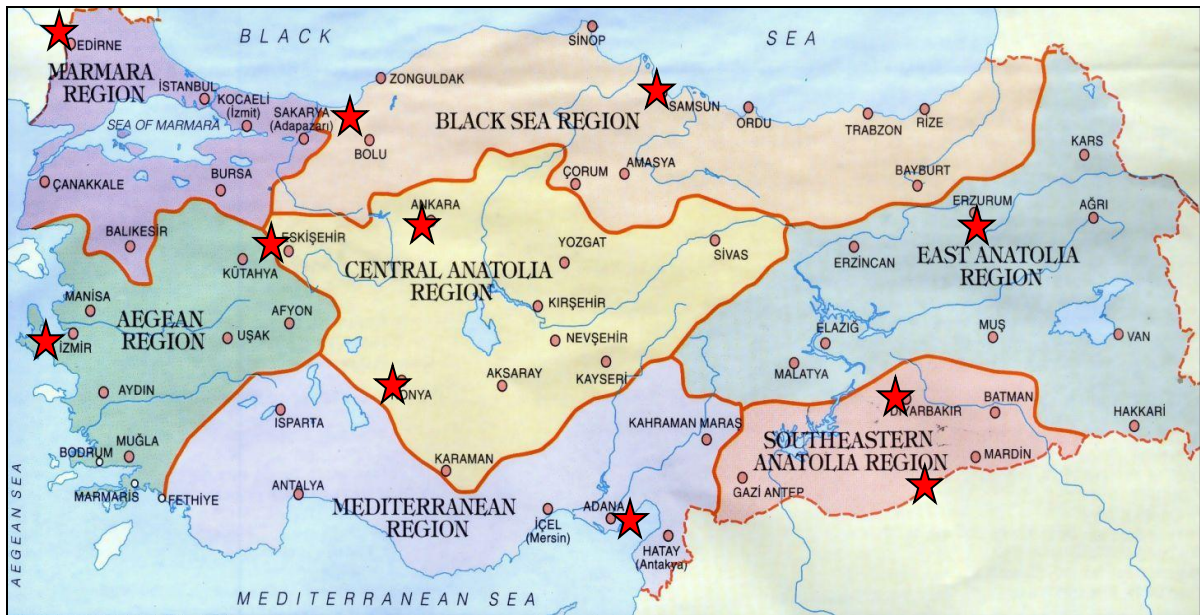 BLACK
SEA
SINOP
EDIRNE
MARMARA
REGION
İSTANBUL
KOCAELİ
(İzmit)
SAKARYA
(Adapazarı)
SEA OF MARMARA
ZONGULDAK
BOLU
BLACK SEA REGION
SAMSUN
ORDU
TRABZON
RIZE
KARS
ÇANAKKALE
BURSA
ÇORUM
AMASYA
BAYBURT
BALIKESİR
ANKARA
ERZURUM
AĞRI
ESKİŞEHİR
KÜTAHYA
YOZGAT
SİVAS
ERZİNCAN
EAST ANATOLIA
REGION
CENTRAL ANATOLIA
REGION
MANİSA
AEGEAN
REGION
AFYON
UŞAK
KIRŞEHİR
NEVŞEHİR
KAYSERİ
ELAZIĞ
MUŞ
VAN
İZMİR
MALATYA
AYDIN
ONYA
AKSARAY
ISPARTA
KAHRAMAN MARAŞ
DİYARBAKIR
BATMAN
HAKKARİ
SOUTHEASTERN
ANATOLIA REGION
MARDİN
GAZİ ANTEP
BODRUM
MUĞLA
MARMARİS
FETHİYE
ANTALYA
KARAMAN
MEDITERRANEAN
REGION
İÇEL
(Mersin)
ADANA
HATAY
(Antakya)
AEGEAN SEA
MEDITERRANEAN SEA